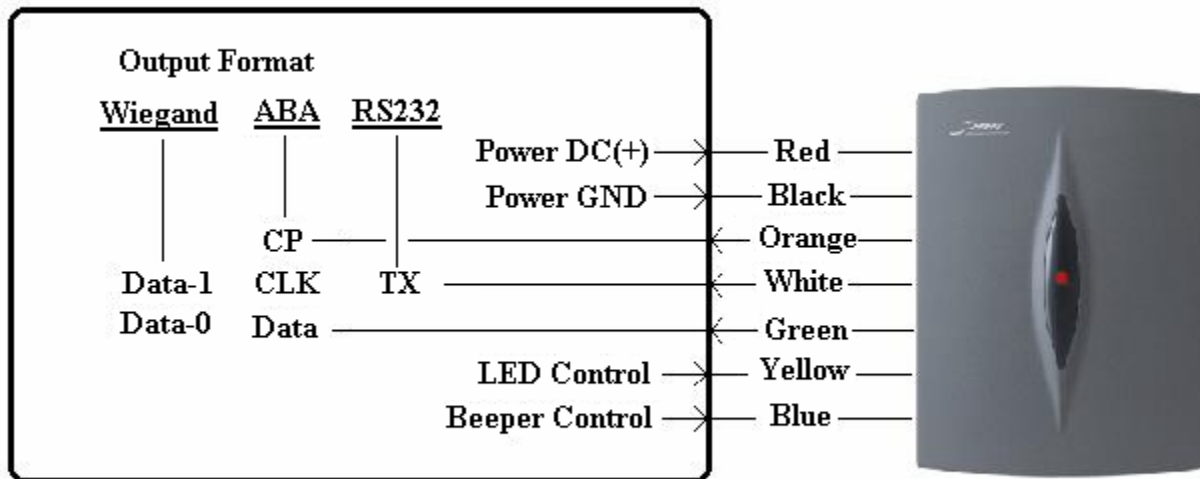 Output Format
Wiegand ABA RS232
Power DC(+) Red
Power GND Black
CP Orange
Data-1 CLK TX White
Data-0 Data Green
LED Control Yellow
Beeper Control Blue